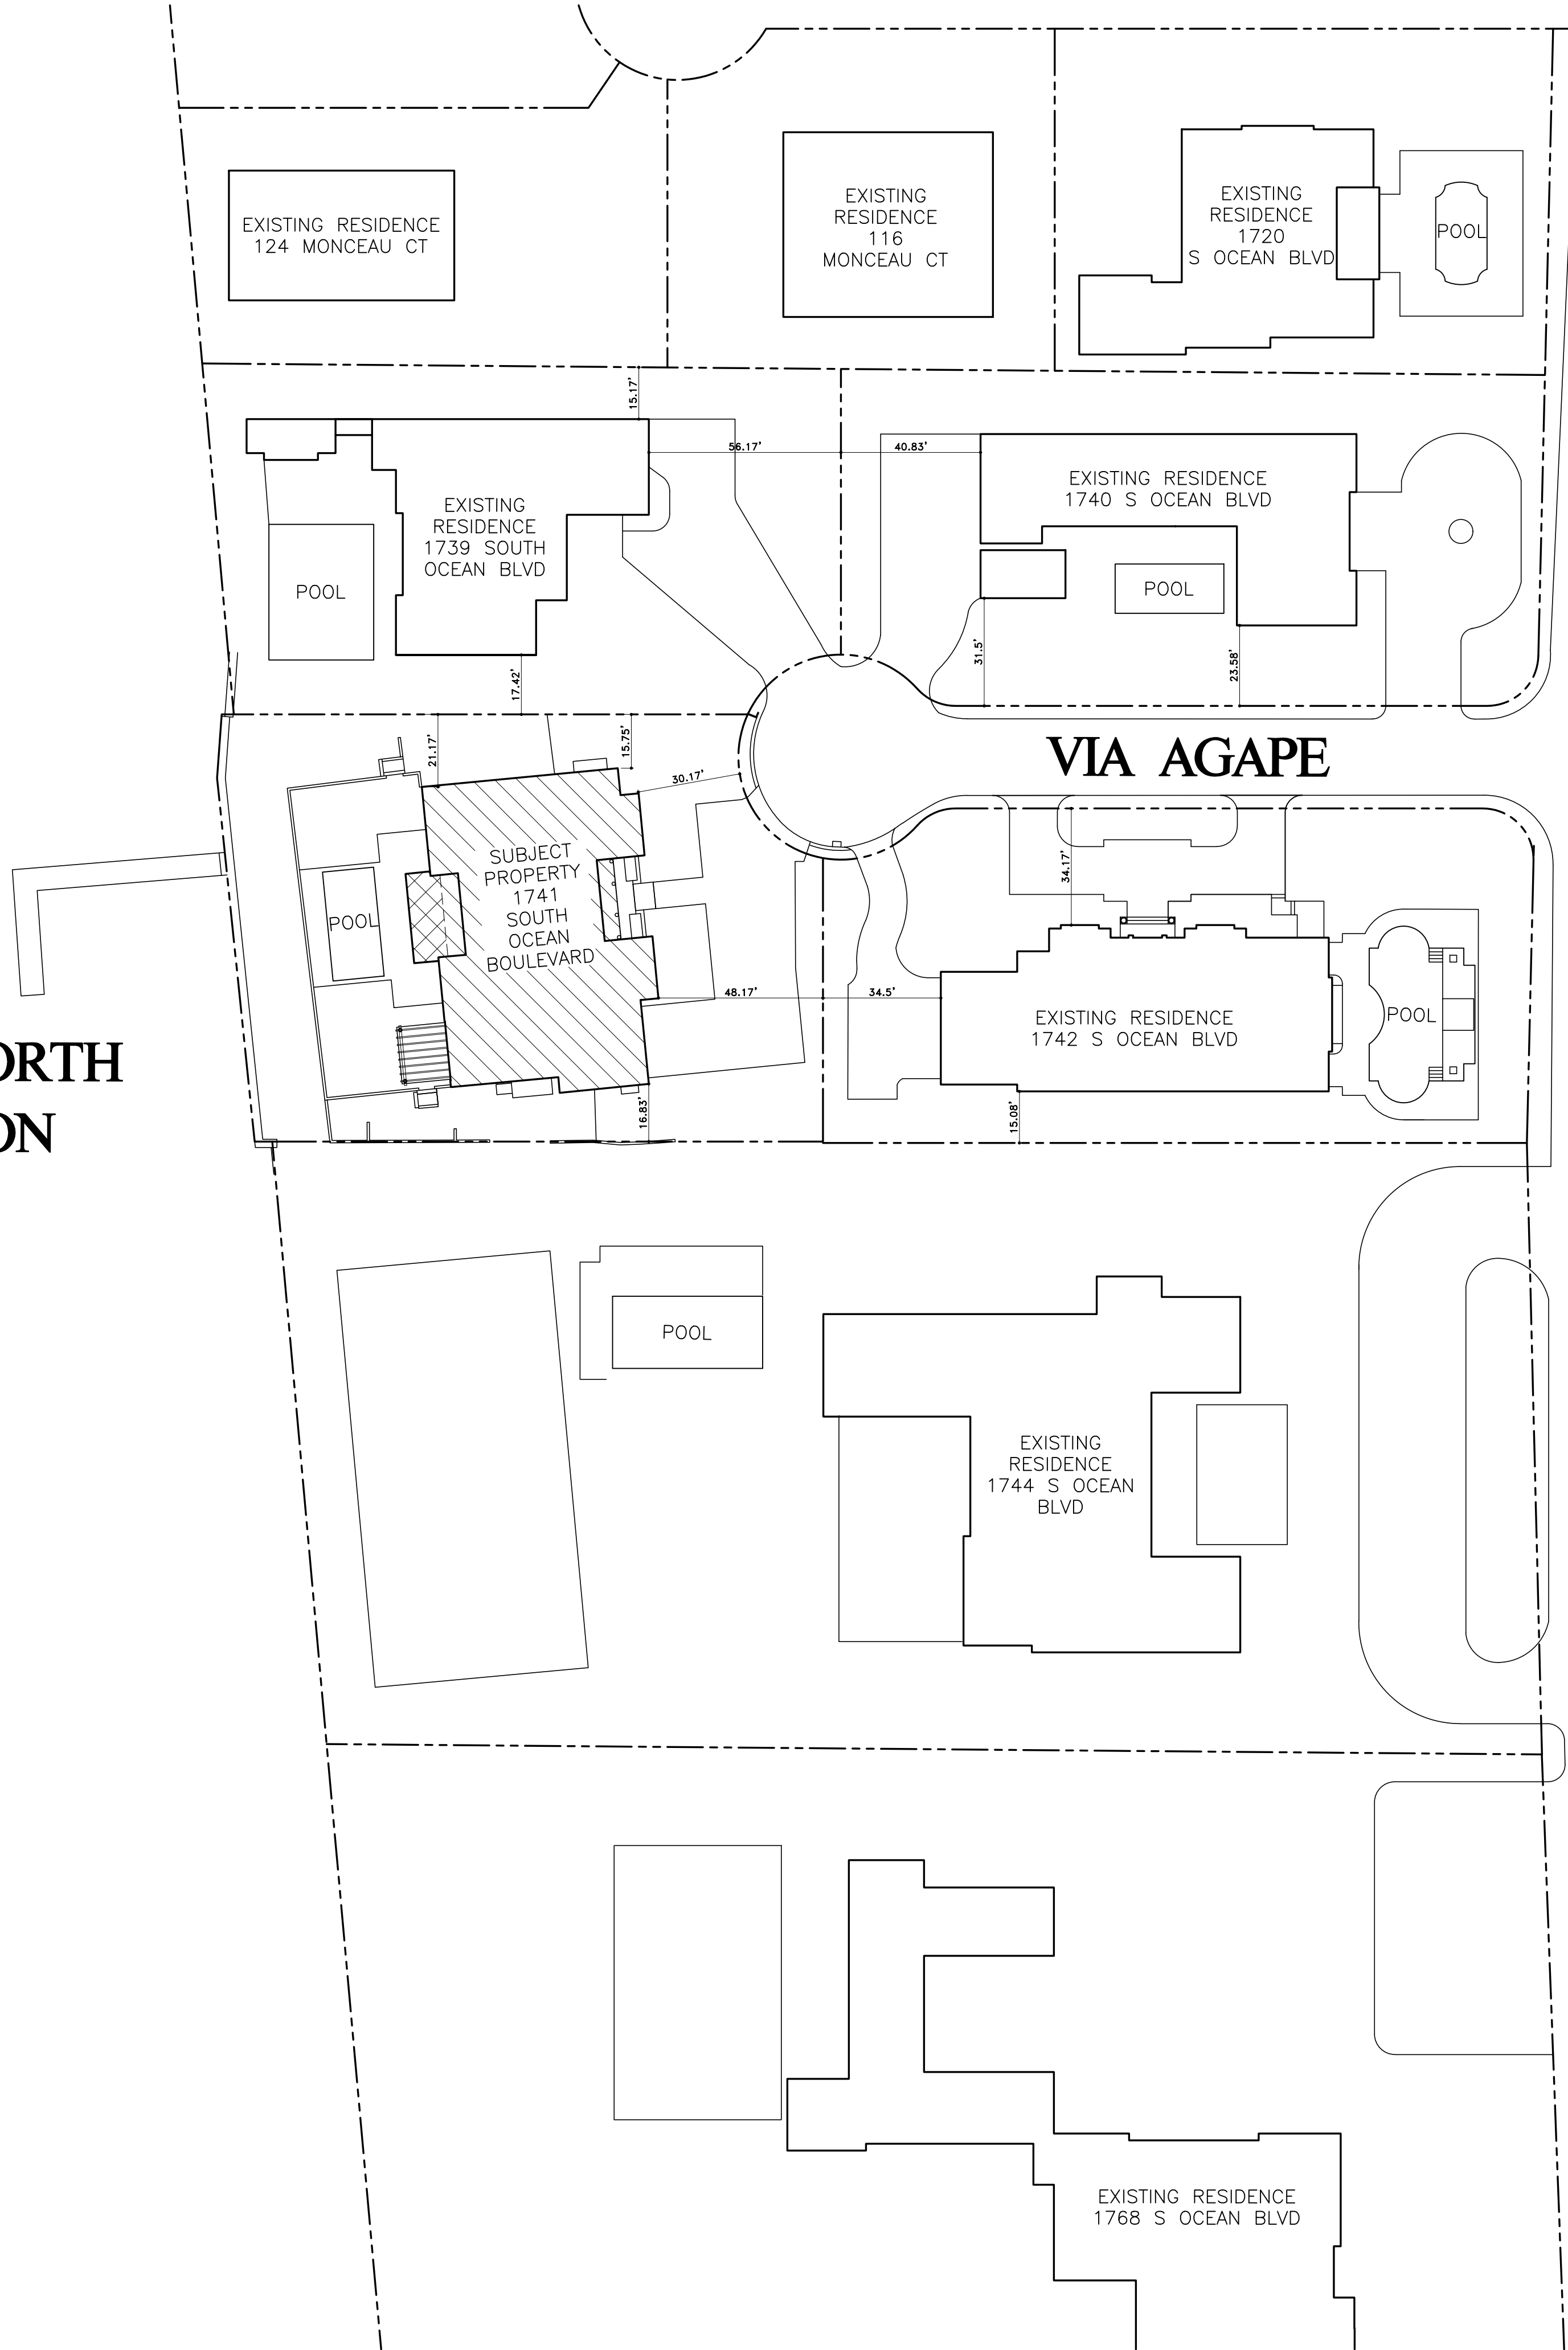 EXISTING RESIDENCE
124 MONCEAU CT
EXISTING
RESIDENCE
116
MONCEAU CT
EXISTING
RESIDENCE
1720
S OCEAN BLVD
POOL
15.17'
56.17'
40.83'
EXISTING
RESIDENCE
1739 SOUTH
OCEAN BLVD
POOL
EXISTING RESIDENCE
1740 S OCEAN BLVD
POOL
31.5'
23.58'
17.42'
21.17'
15.75'
30.17'
VIA AGAPE
SUBJECT
PROPERTY
1741
SOUTH
OCEAN
BOULEVARD
POOL
34.17'
48.17'
34.5'
EXISTING RESIDENCE
1742 S OCEAN BLVD
POOL
16.83'
15.08'
ORTH
ON
POOL
EXISTING
RESIDENCE
1744 S OCEAN
BLVD
EXISTING RESIDENCE
1768 S OCEAN BLVD